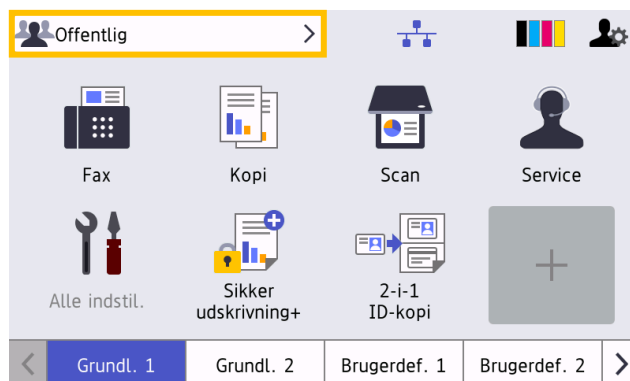 Offentlig
Fax
Kopi
Scan
Service
Alle indstil.
Sikker
udskrivning+
2-i-1
ID-kopi
Grundl. 1
Grundl. 2
Brugerdef. 1
Brugerdef. 2